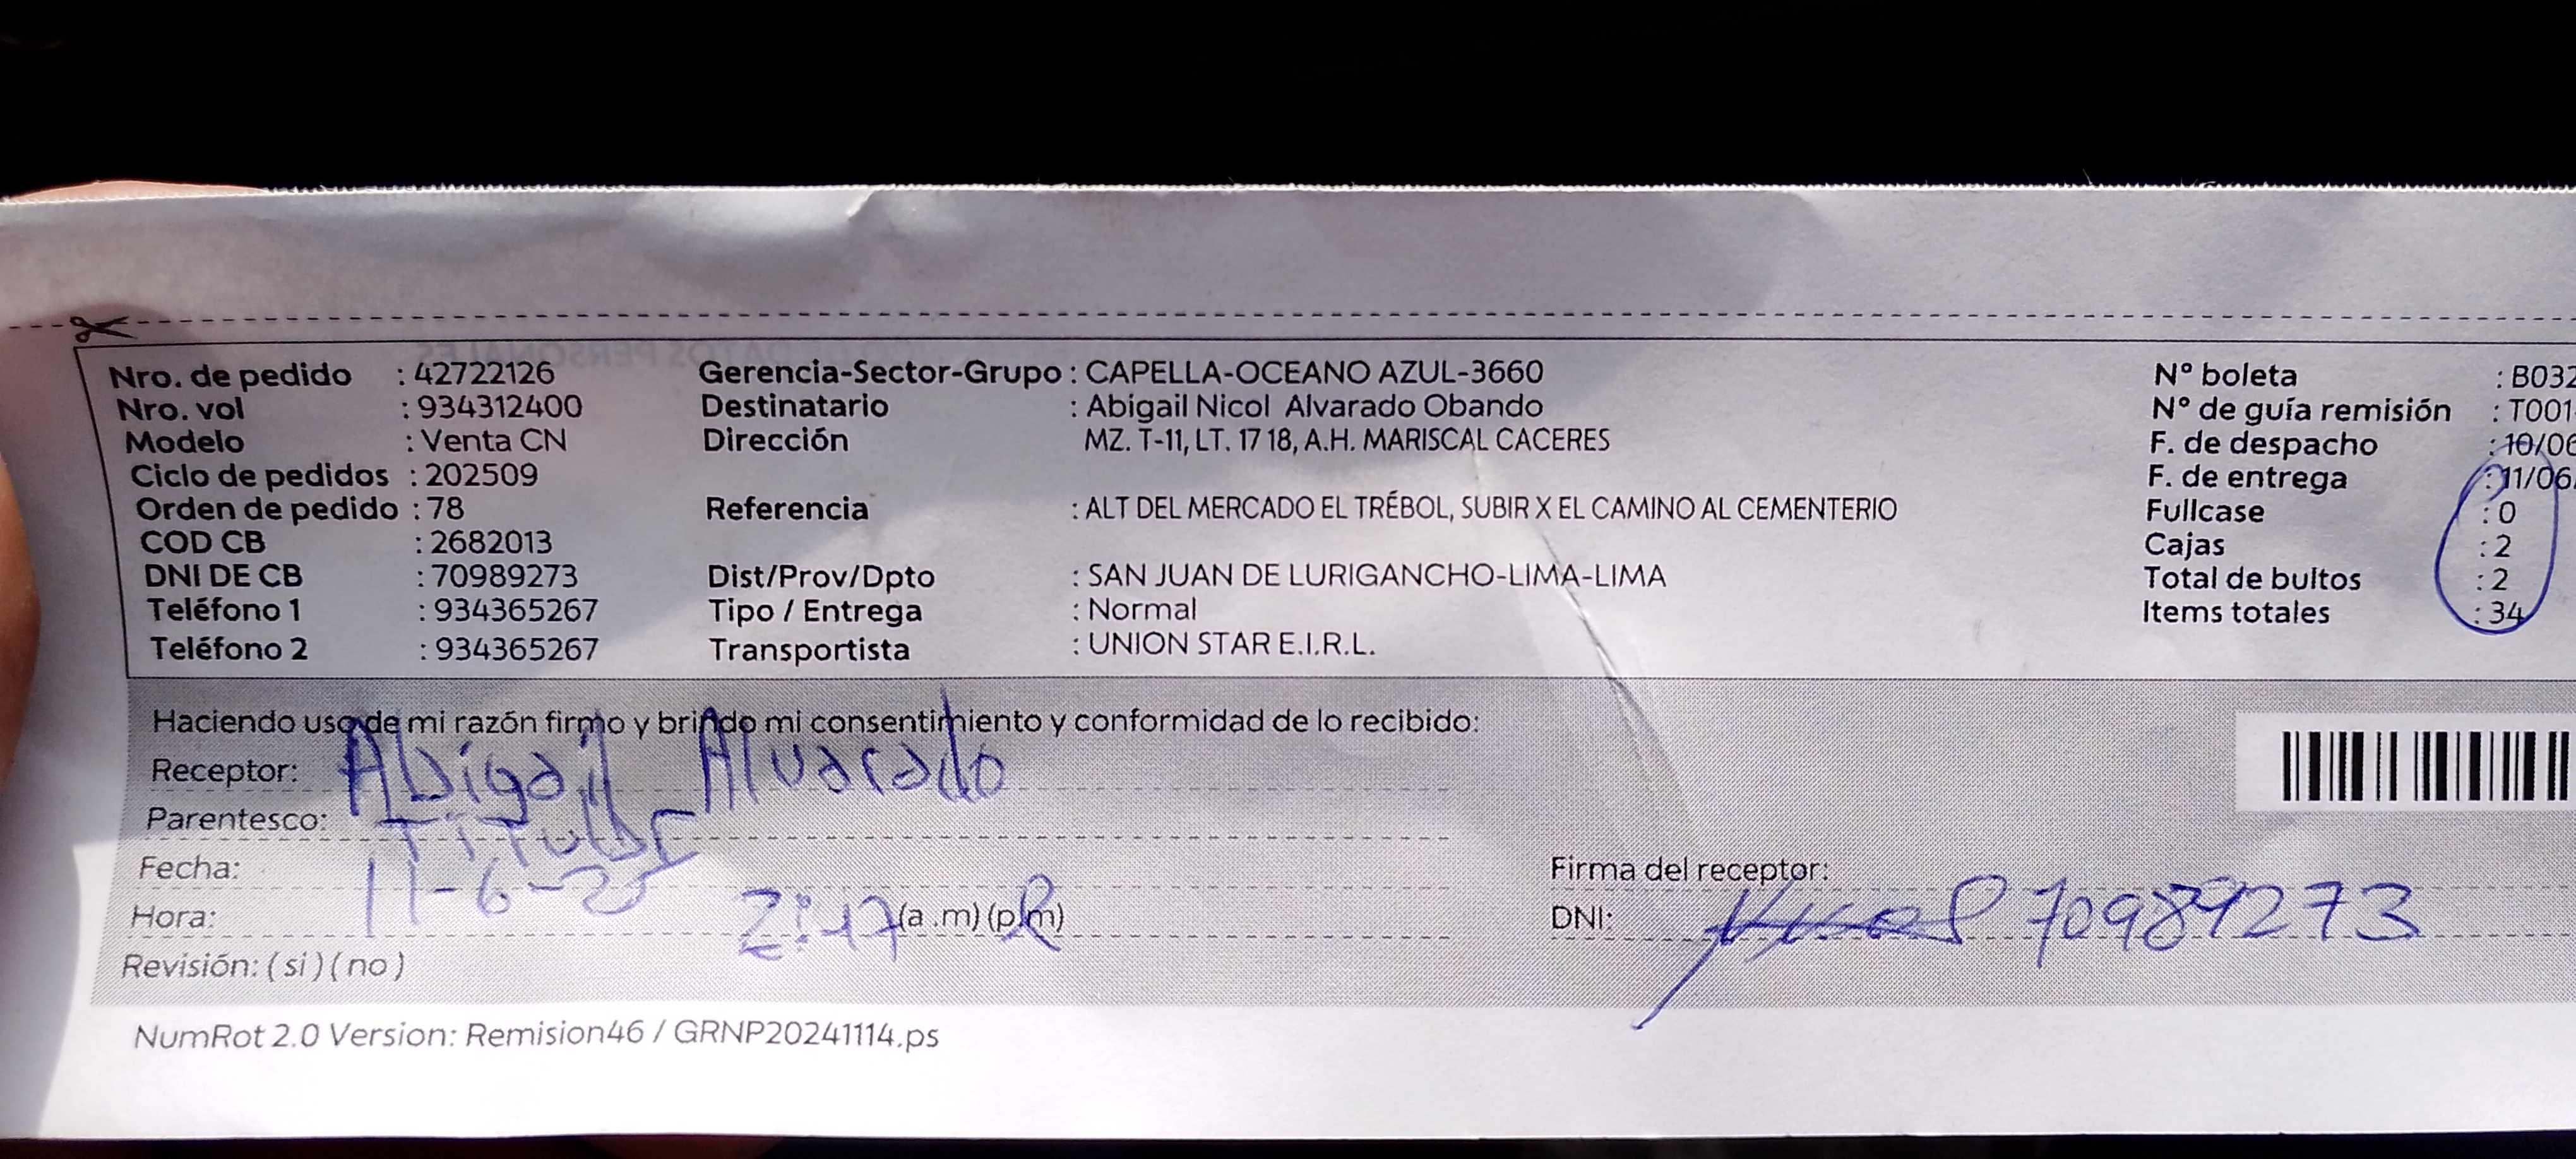 Nro. de pedido : 42722126 Gerencia-Sector-Grupo : CAPELLA-OCEANO AZUL-3660 N° boleta : B032
Nro. vol : 934312400 Destinatario : Abigail Nicol Alvarado Obando N° de guía remisión : T001
Modelo : Venta CN Dirección MZ. T-11, LT. 17 18, A.H. MARISCAL CACERES F. de despacho : 10/06
Ciclo de pedidos : 202509 F. de entrega : 11/06
Orden de pedido : 78 Referencia : ALT DEL MERCADO EL TRÉBOL, SUBIR X EL CAMINO AL CEMENTERIO Fullcase : 0
COD CB : 2682013 Cajas : 2
DNI DE CB : 70989273 Dist/Prov/Dpto : SAN JUAN DE LURIGANCHO-LIMA-LIMA Total de bultos : 2
Teléfono 1 : 934365267 Tipo / Entrega : Normal Items totales : 34
Teléfono 2 : 934365267 Transportista : UNION STAR E.I.R.L.
Haciendo uso de mi razón firmo y brindo mi consentimiento y conformidad de lo recibido:
Receptor: Abigail Alvarado
Parentesco: Titular
Fecha: 11-6-25 Firma del receptor:
Hora: 2:17 (a .m) (p.m) DNI: 70989273
Revisión: ( si ) ( no )
NumRot 2.0 Version: Remision46 / GRNP20241114.ps